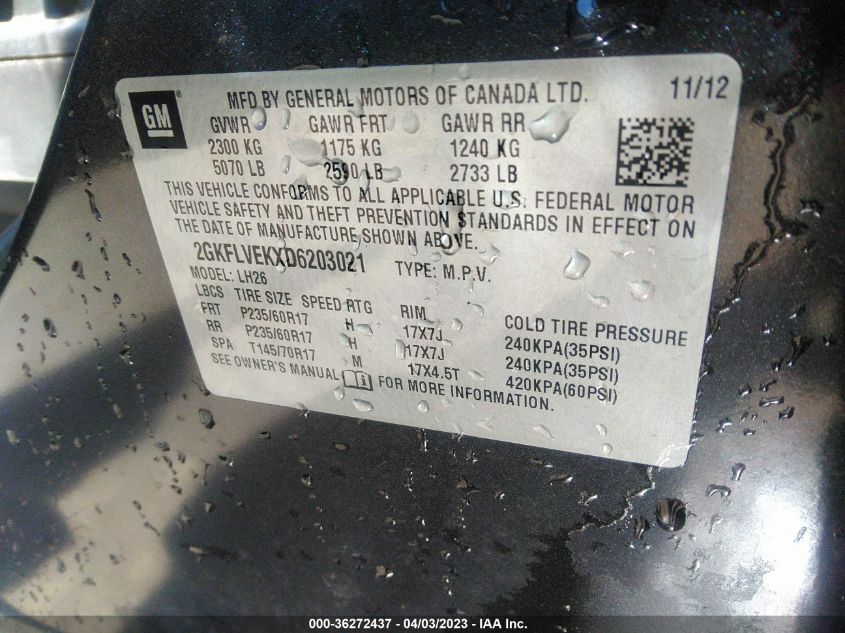 GM ® MFD BY GENERAL MOTORS OF CANADA LTD. 11/12
GVWR GAWR FRT GAWR RR
2300 KG 1175 KG 1240 KG
5070 LB 2590 LB 2733 LB
THIS VEHICLE CONFORMS TO ALL APPLICABLE U.S. FEDERAL MOTOR
VEHICLE SAFETY AND THEFT PREVENTION STANDARDS IN EFFECT ON
THE DATE OF MANUFACTURE SHOWN ABOVE.
2GKFLVEKXD6203021 TYPE: M.P.V.
MODEL: LH26
LBCS TIRE SIZE SPEED RTG RIM COLD TIRE PRESSURE
FRT P235/60R17 H 17X7J 240KPA(35PSI)
RR P235/60R17 H 17X7J 240KPA(35PSI)
SPA T145/70R17 M 17X4.5T 420KPA(60PSI)
SEE OWNER'S MANUAL FOR MORE INFORMATION.
000-36272437 - 04/03/2023 - IAA Inc.